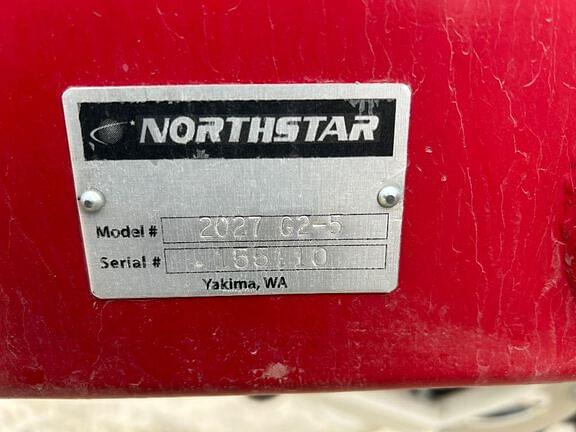 NORTHSTAR
Model # 2027 G2-5
Serial #
Yakima, WA